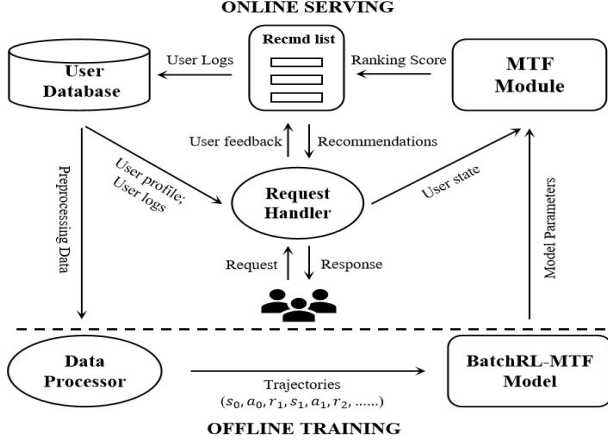 ONLINE SERVING
User
Database
User Logs
Recmd list
Ranking Score
MTF
Module
User feedback
Recommendations
Preprocessing Data
User profile;
User logs
Request
Handler
User state
Model Parameters
Request
Response
Data
Processor
Trajectories
(s₀, a₀, r₁, s₁, a₁, r₂, ......)
BatchRL-MTF
Model
OFFLINE TRAINING